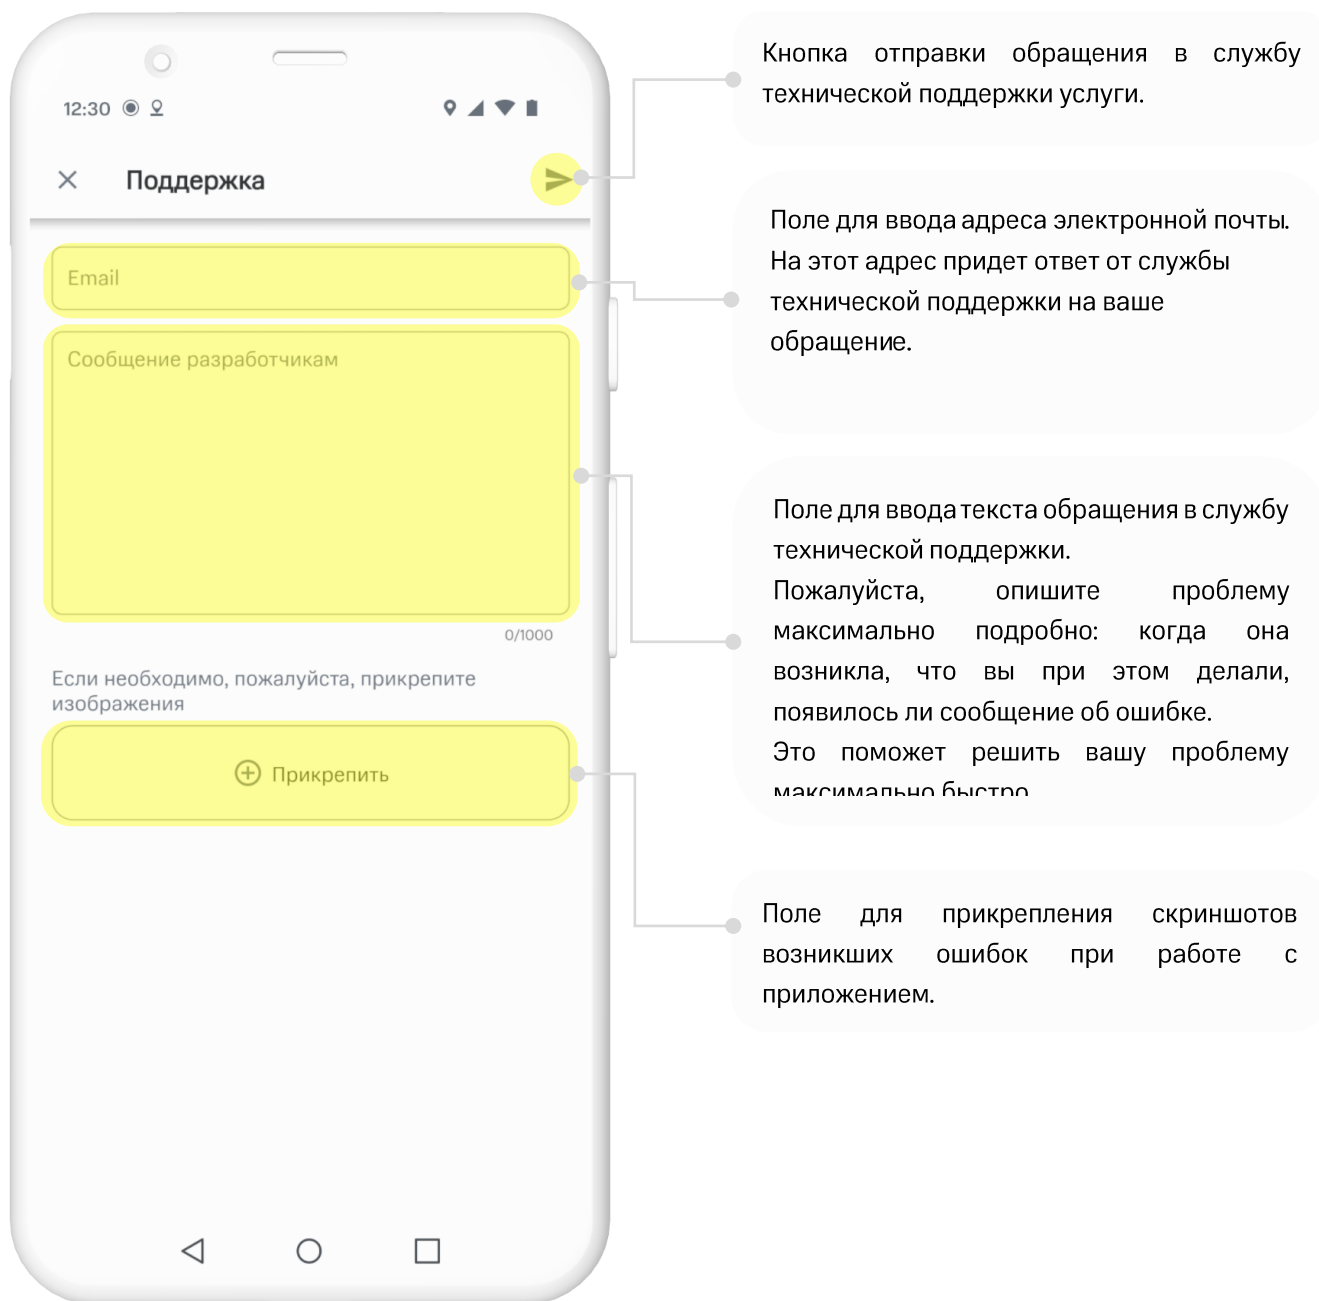 12:30
Поддержка
Email
Сообщение разработчикам
0/1000
Если необходимо, пожалуйста, прикрепите
изображения
Прикрепить
Кнопка отправки обращения в службу
технической поддержки услуги.
Поле для ввода адреса электронной почты.
На этот адрес придет ответ от службы
технической поддержки на ваше
обращение.
Поле для ввода текста обращения в службу
технической поддержки.
Пожалуйста, опишите проблему
максимально подробно: когда она
возникла, что вы при этом делали,
появилось ли сообщение об ошибке.
Это поможет решить вашу проблему
максимально быстро
Поле для прикрепления скриншотов
возникших ошибок при работе с
приложением.